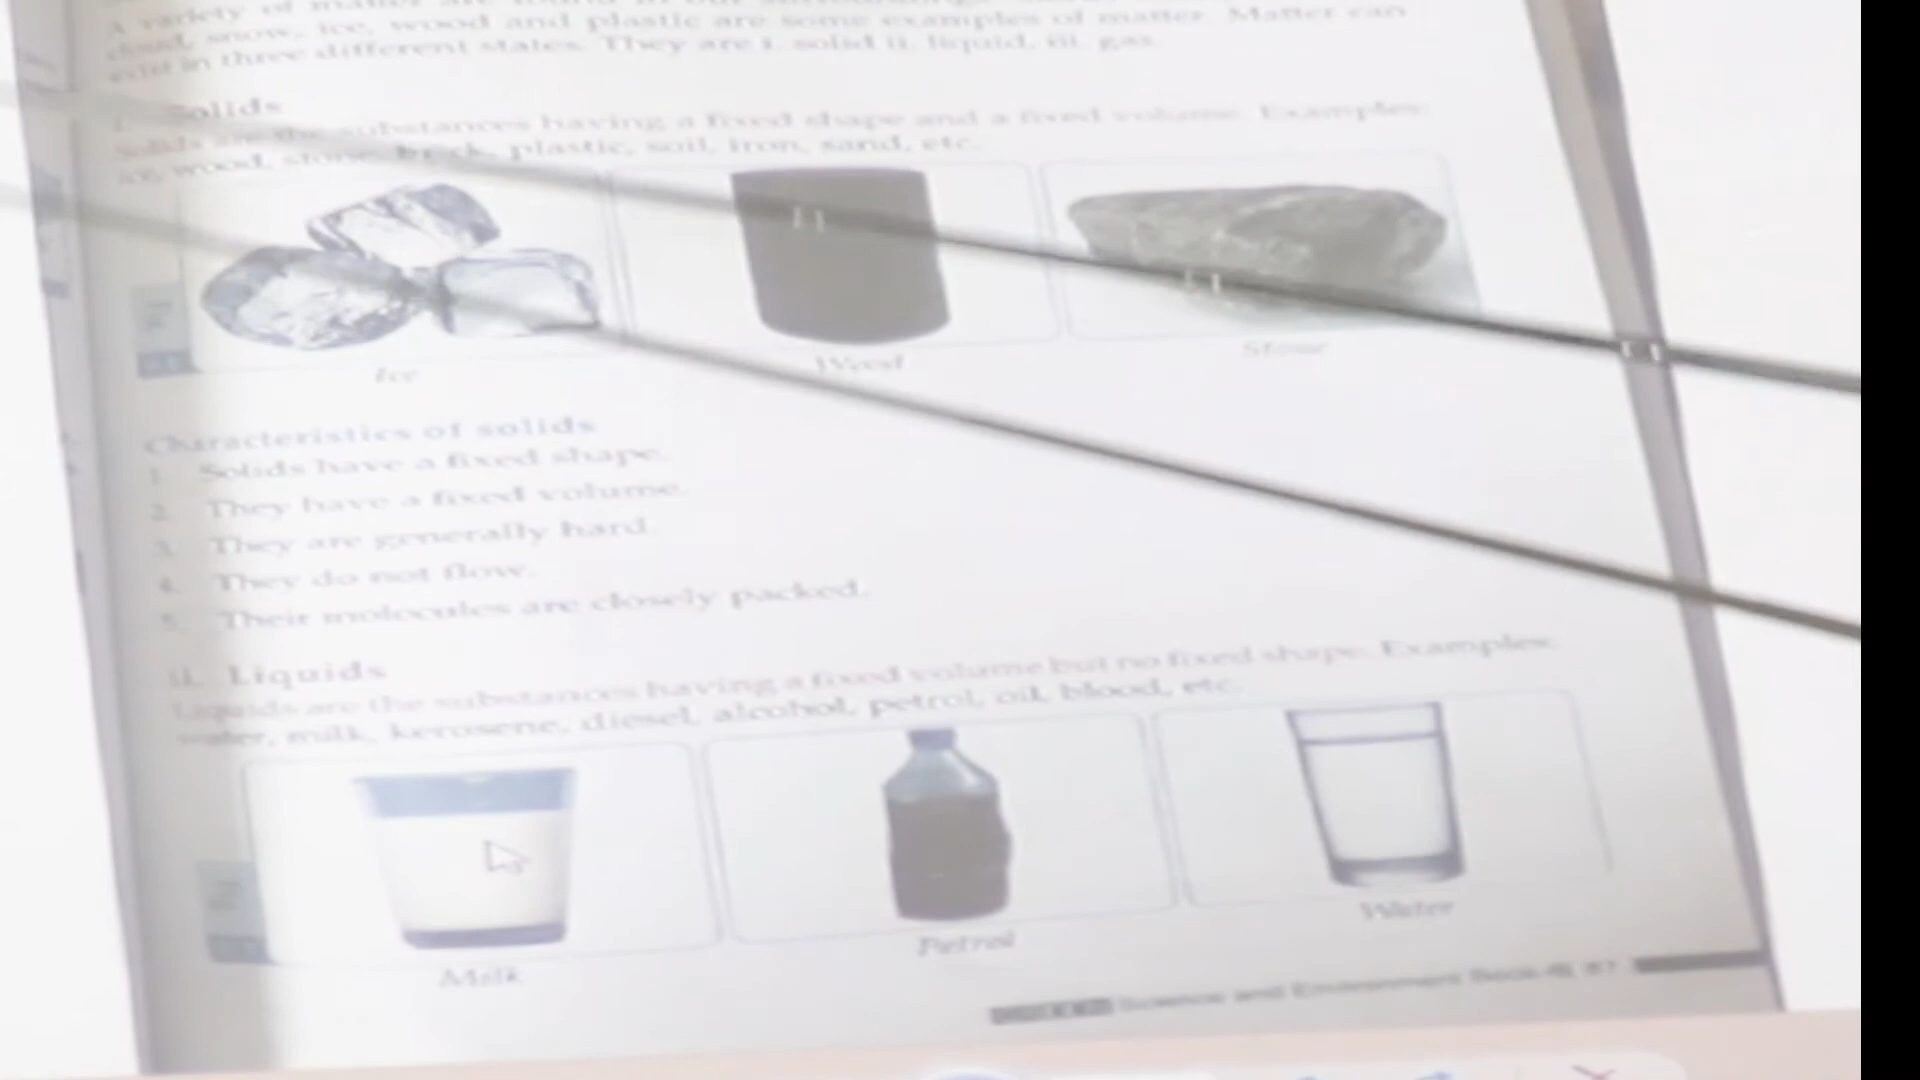 A variety of matter are found in our surroundings.
cloud, snow, ice, wood and plastic are some examples of matter. Matter can
exist in three different states. They are i. solid ii. liquid, iii. gas.
Solids
Solids are the substances having a fixed shape and a fixed volume. Examples:
ice, wood, stone, brick, plastic, soil, iron, sand, etc.
Ice
Wood
Stone
Characteristics of solids
1. Solids have a fixed shape.
2. They have a fixed volume.
3. They are generally hard.
4. They do not flow.
5. Their molecules are closely packed.
ii. Liquids
Liquids are the substances having a fixed volume but no fixed shape. Examples:
water, milk, kerosene, diesel, alcohol, petrol, oil, blood, etc.
Milk
Petrol
Water
Science and Environment Book